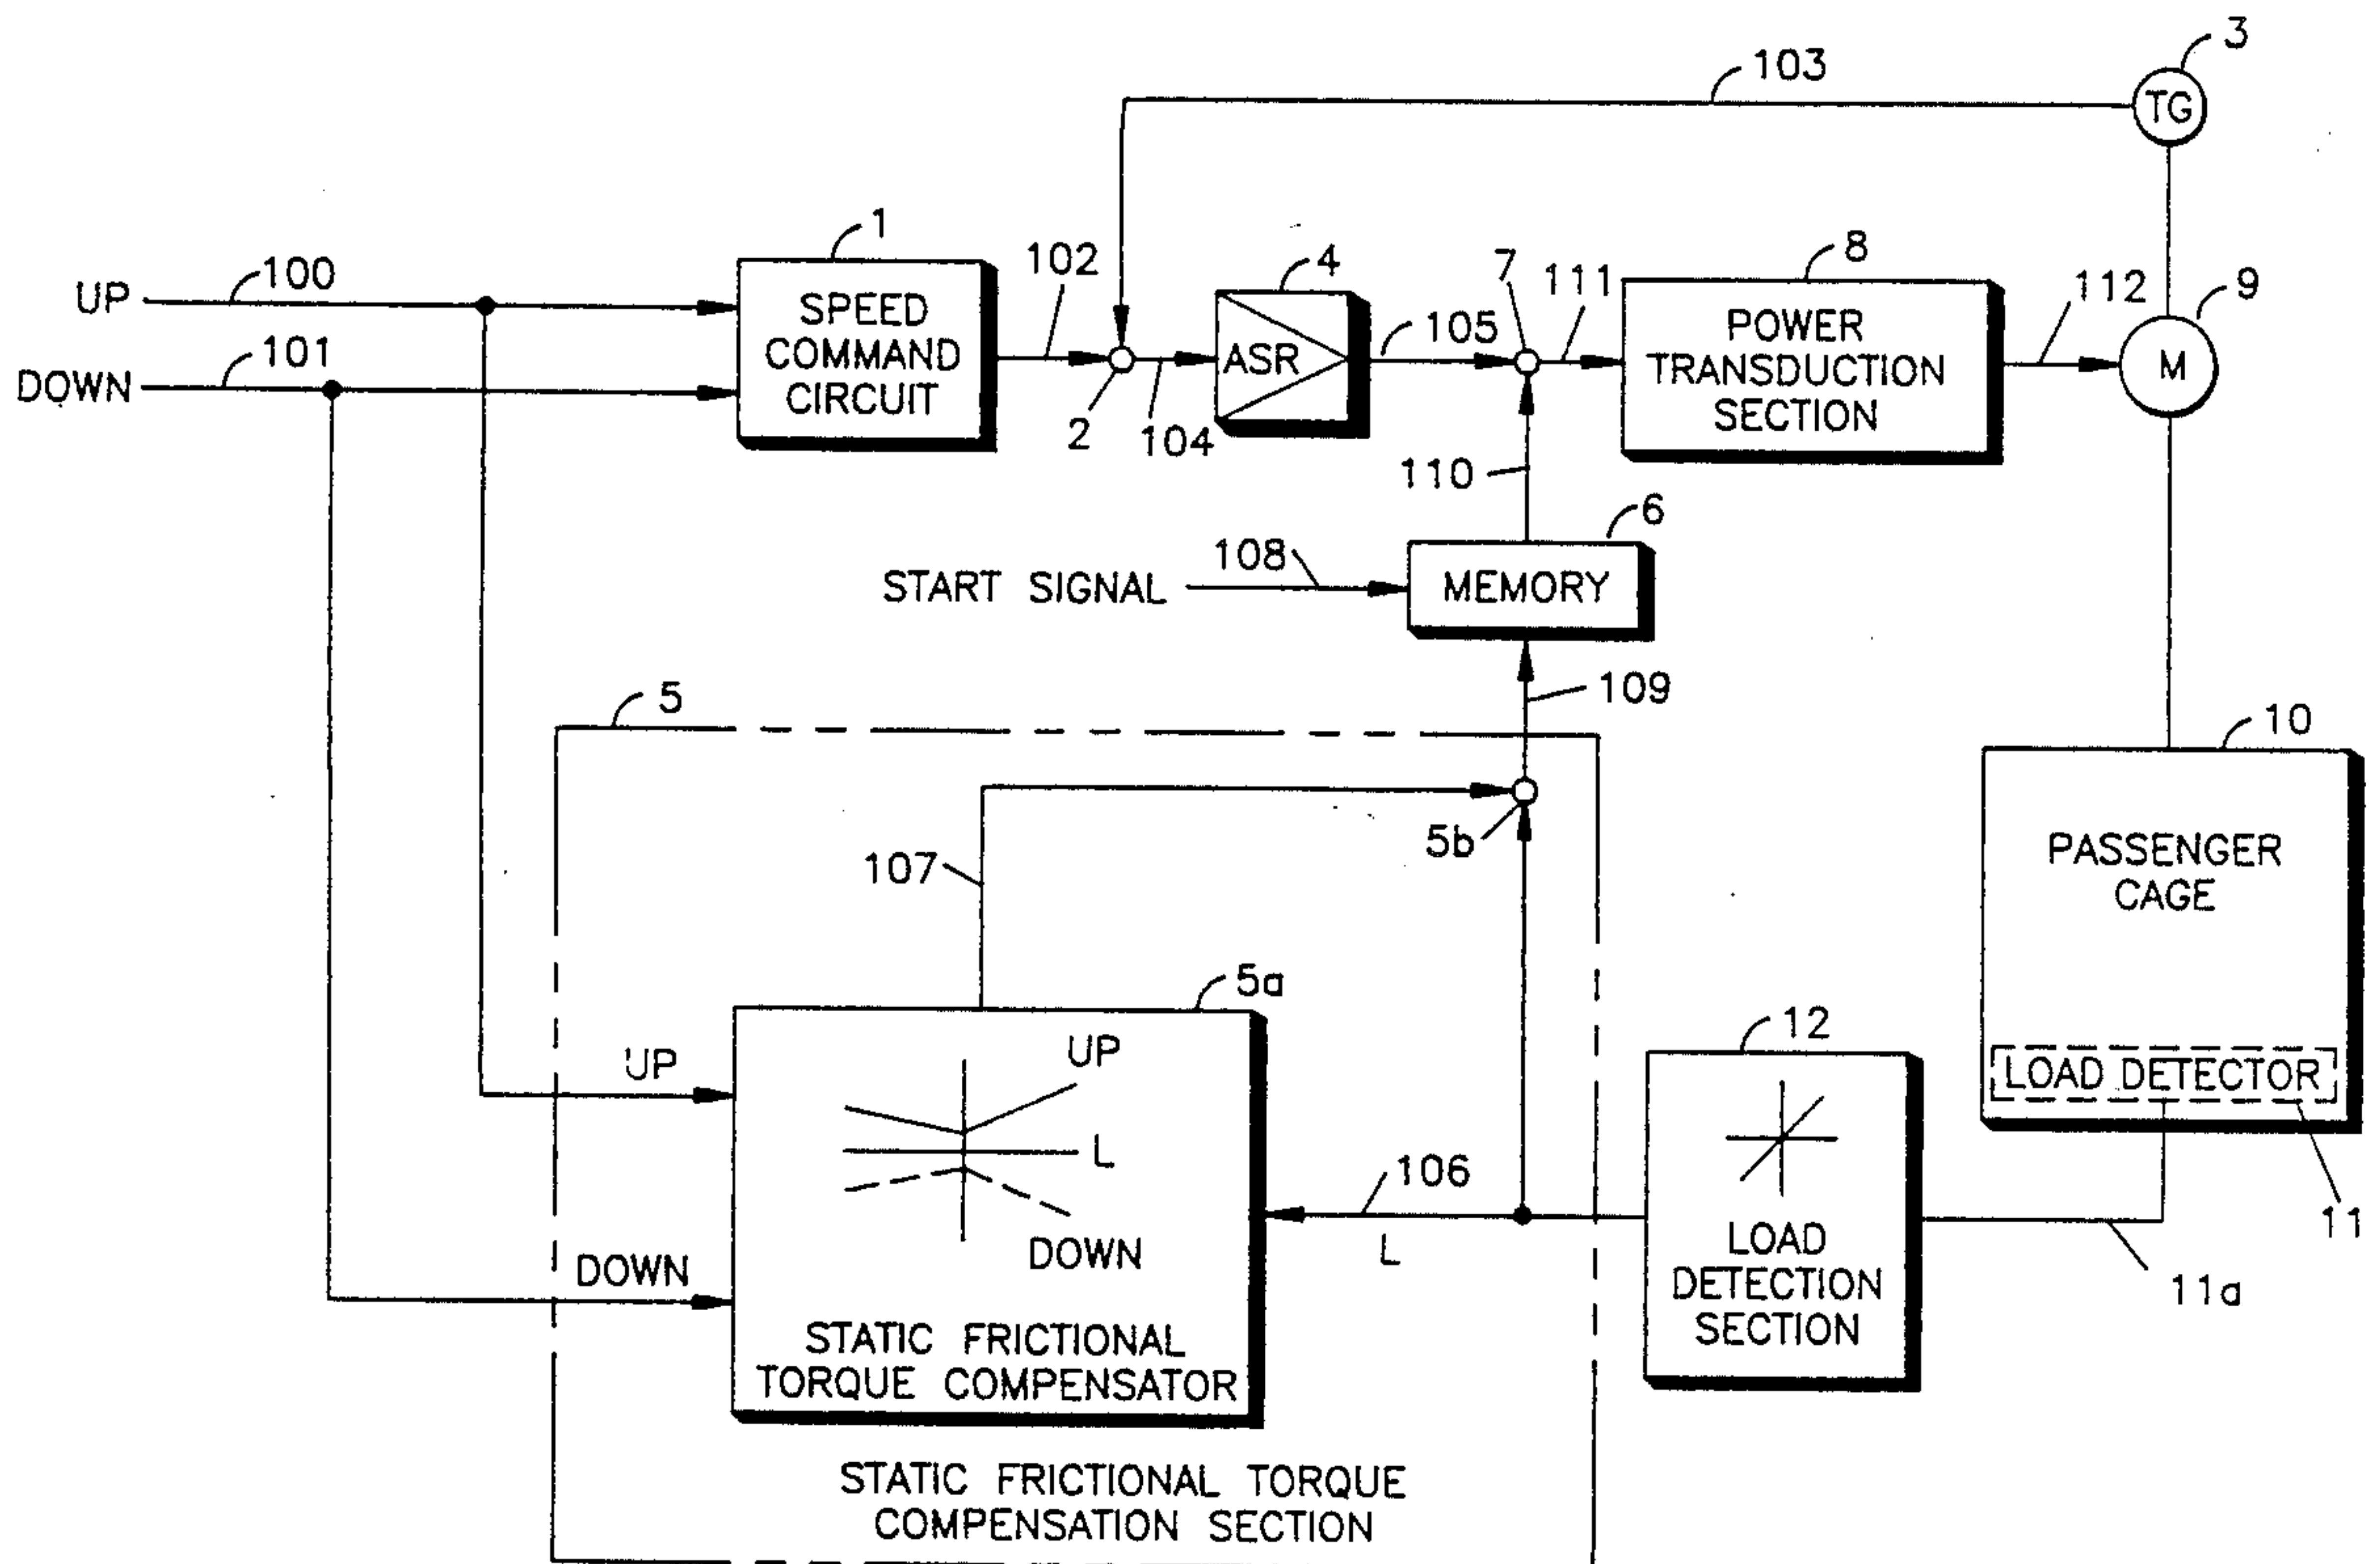 3
103
TG
1
UP
100
102
4
7
111
8
112
9
SPEED
COMMAND
CIRCUIT
ASR
105
POWER
TRANSDUCTION
SECTION
M
DOWN
101
2
104
110
6
START SIGNAL
108
MEMORY
5
109
10
107
5b
PASSENGER
CAGE
5a
12
UP
UP
LOAD DETECTOR
L
106
L
11
DOWN
DOWN
LOAD
DETECTION
SECTION
11a
STATIC FRICTIONAL
TORQUE COMPENSATOR
STATIC FRICTIONAL TORQUE
COMPENSATION SECTION